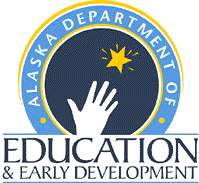 ALASKA DEPARTMENT OF
EDUCATION
& EARLY DEVELOPMENT